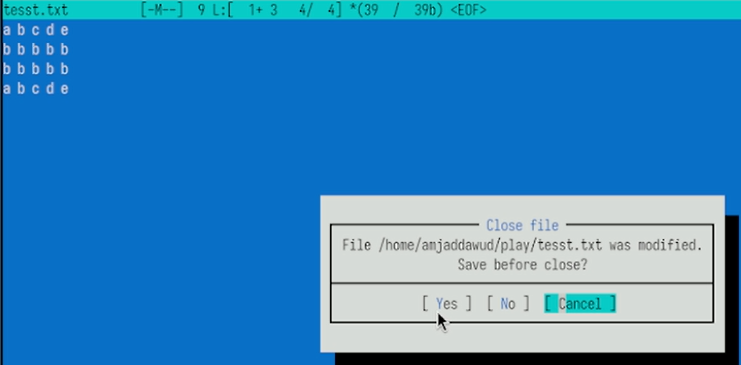 tesst.txt [-M--] 9 L:[ 1+ 3 4/ 4] *(39 / 39b) <EOF>
a b c d e
b b b b b
b b b b b
a b c d e
Close file
File /home/amjaddawud/play/tesst.txt was modified.
Save before close?
[ Yes ] [ No ] [ Cancel ]